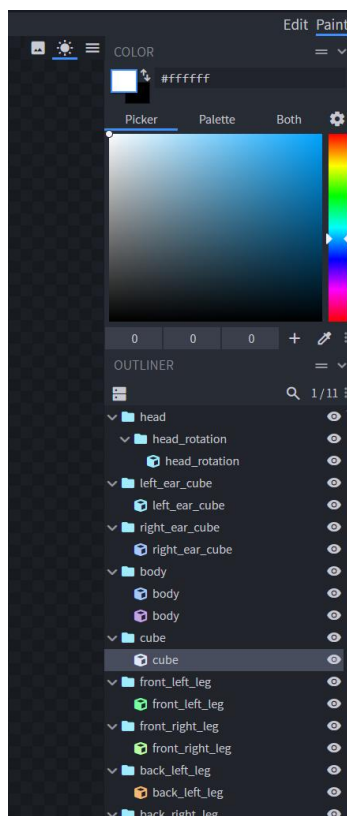 Edit Paint
COLOR
#ffffff
Picker Palette Both
0 0 0
OUTLINER
1/11
head
head_rotation
head_rotation
left_ear_cube
left_ear_cube
right_ear_cube
right_ear_cube
body
body
body
cube
cube
front_left_leg
front_left_leg
front_right_leg
front_right_leg
back_left_leg
back_left_leg
back_right_leg